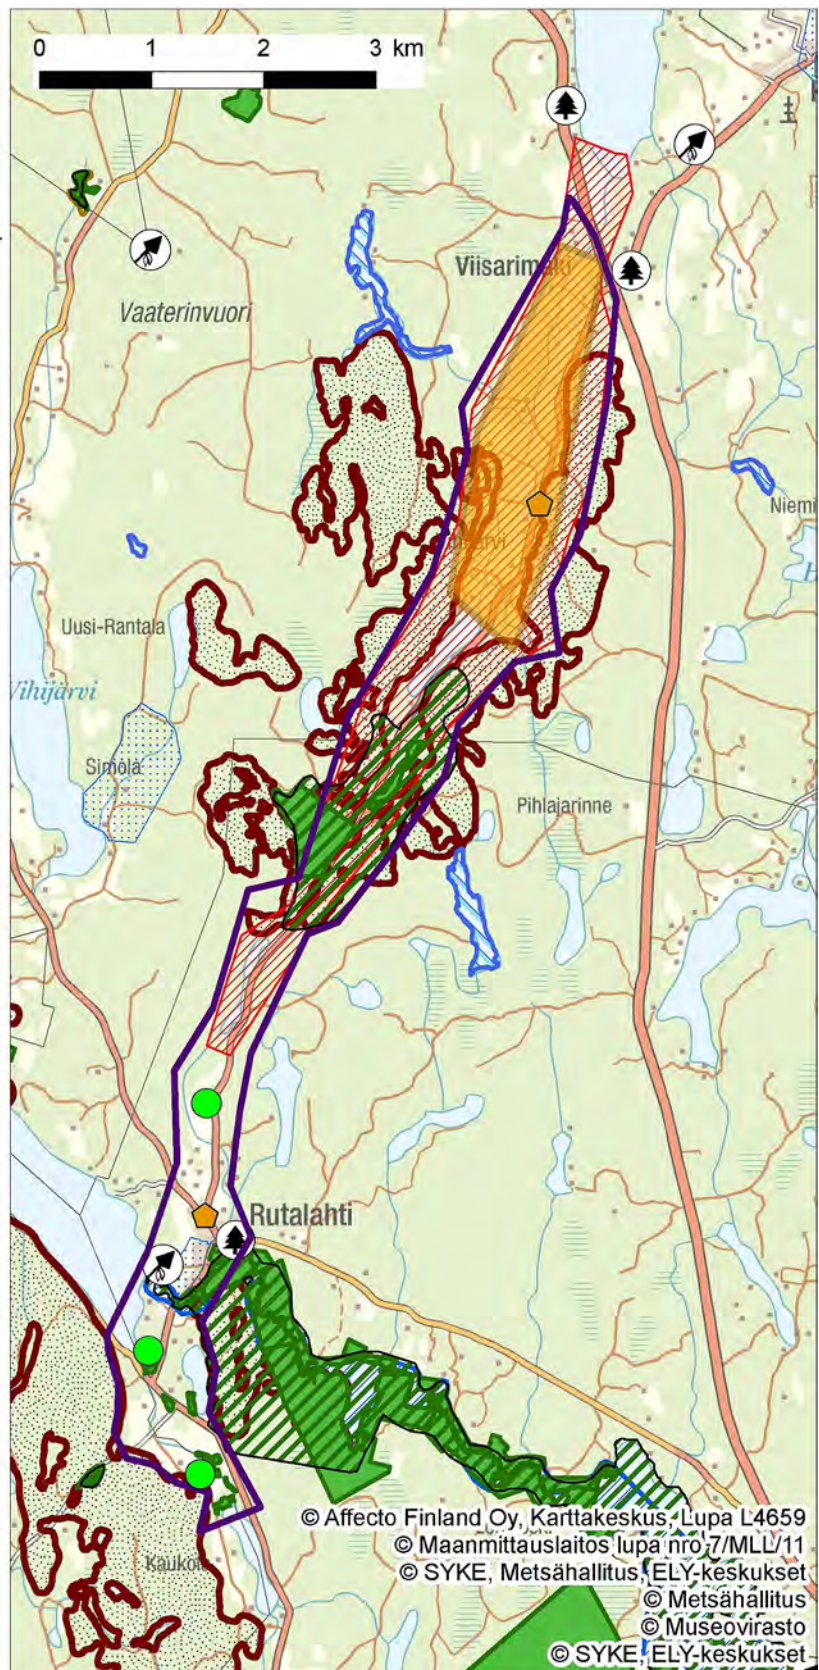 0 1 2 3 km
Viisarimäki
Vaaterinvuori
Niemi
Uusi-Rantala
Vihijärvi
Simola
Pihlajarinne
Rutalahti
© Affecto Finland Oy, Karttakeskus, Lupa L4659
© Maanmittauslaitos lupa nro 7/MLL/11
Kaukola
© SYKE, Metsähallitus, ELY-keskukset
© Metsähallitus
© Museovirasto
© SYKE, ELY-keskukset